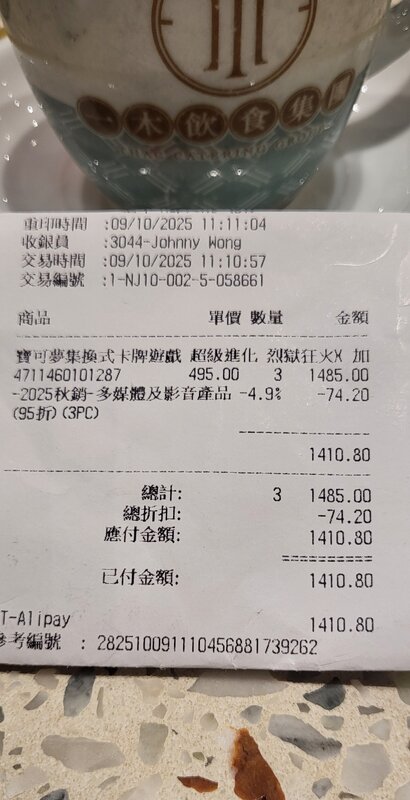 一木飲食集團
重印時間 :09/10/2025 11:11:04
收銀員 :3044-Johnny Wong
交易時間 :09/10/2025 11:10:57
交易編號 :1-NJ10-002-5-058661
商品 單價 數量 金額
寶可夢集換式卡牌遊戲 超級進化 烈獄狂火X 加
4711460101287 495.00 3 1485.00
-2025秋銷-多媒體及影音產品 -4.9% -74.20
(95折)(3PC)
1410.80
總計: 3 1485.00
總折扣: -74.20
應付金額: 1410.80
已付金額: 1410.80
T-Alipay 1410.80
參考編號 : 282510091110456881739262